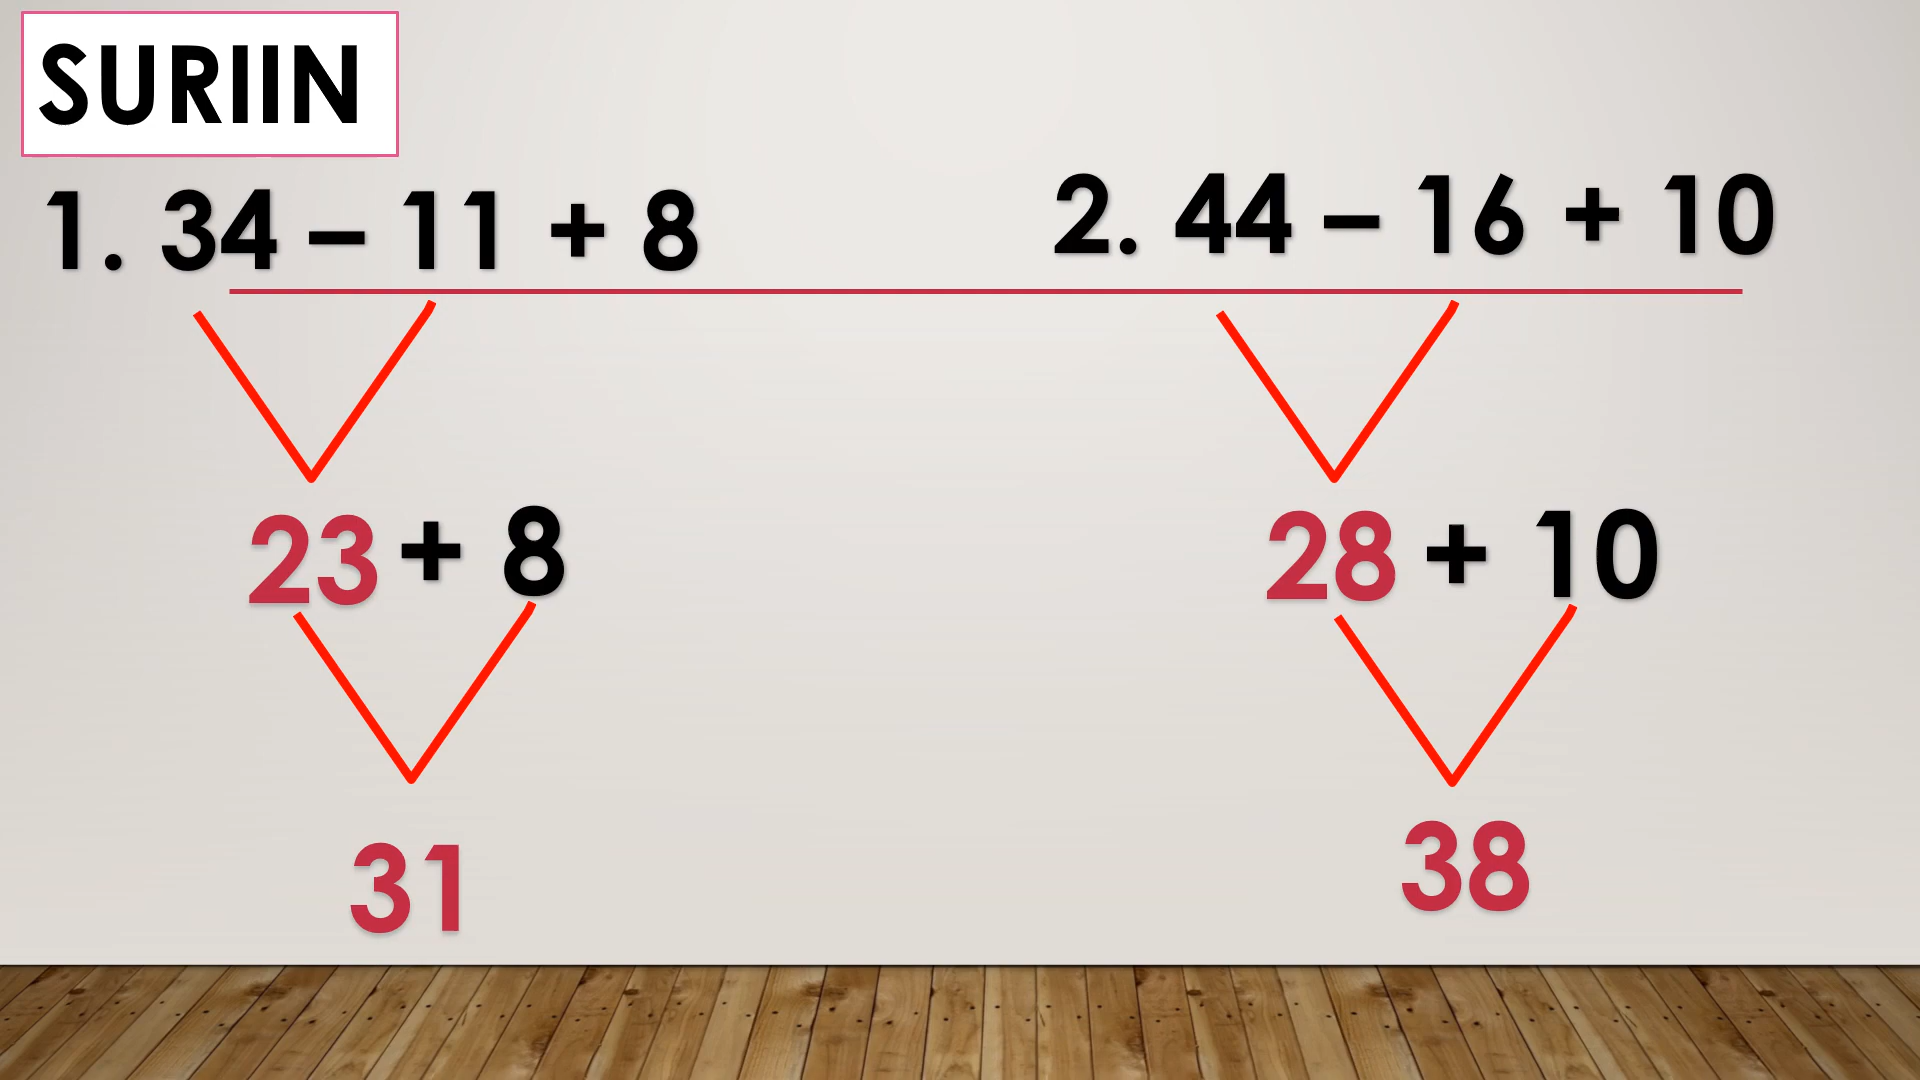 SURIIN
1. 34 – 11 + 8
23 + 8
31
2. 44 – 16 + 10
28 + 10
38